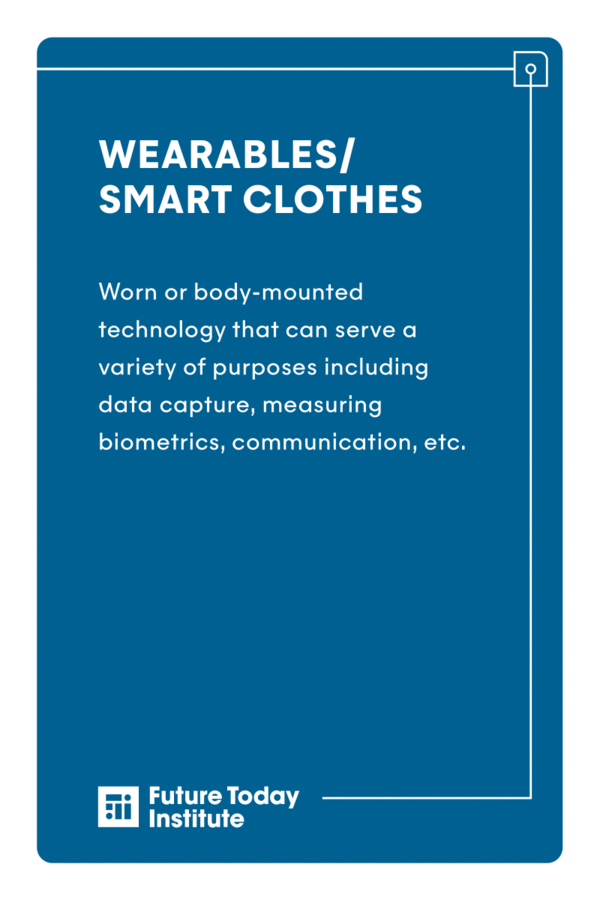 WEARABLES/
SMART CLOTHES
Worn or body-mounted
technology that can serve a
variety of purposes including
data capture, measuring
biometrics, communication, etc.
Future Today
Institute